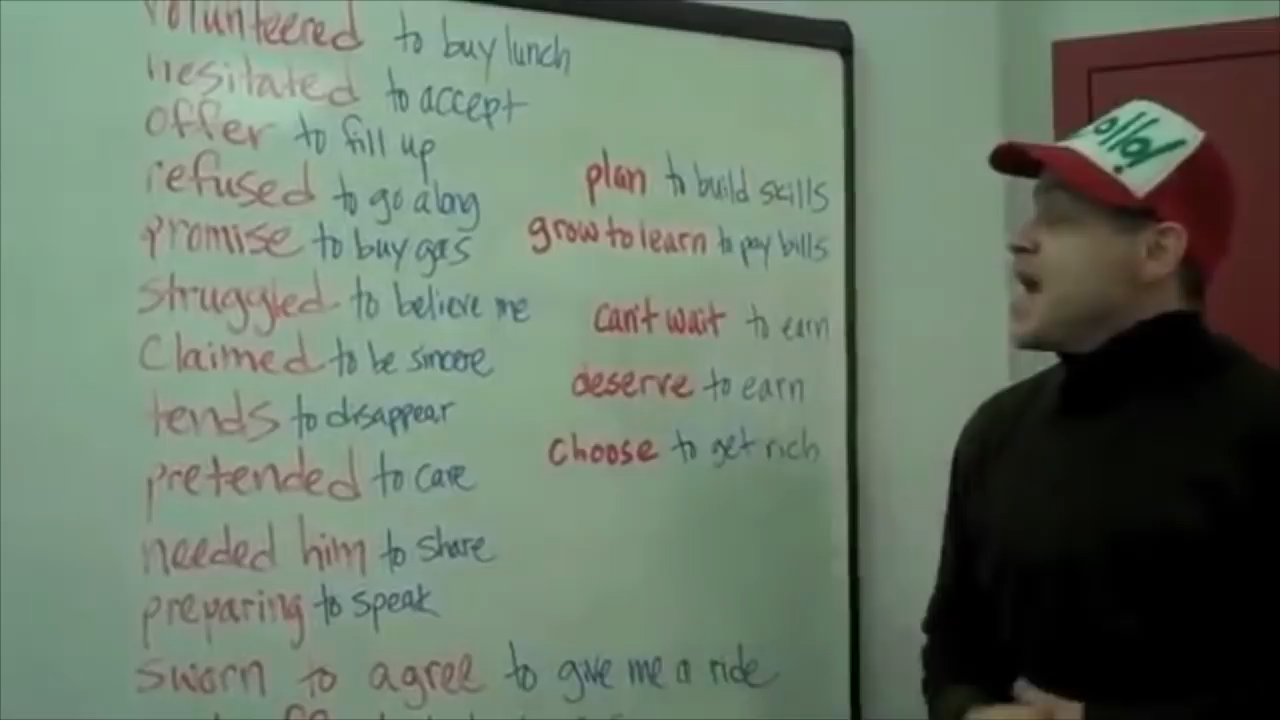 volunteered to buy lunch
hesitated to accept
offer to fill up
refused to go along
promise to buy gas
struggled to believe me
Claimed to be sincere
tends to disappear
pretended to care
needed him to share
preparing to speak
sworn to agree to give me a ride
plan to build skills
grow to learn to pay bills
can't wait to earn
deserve to earn
choose to get rich